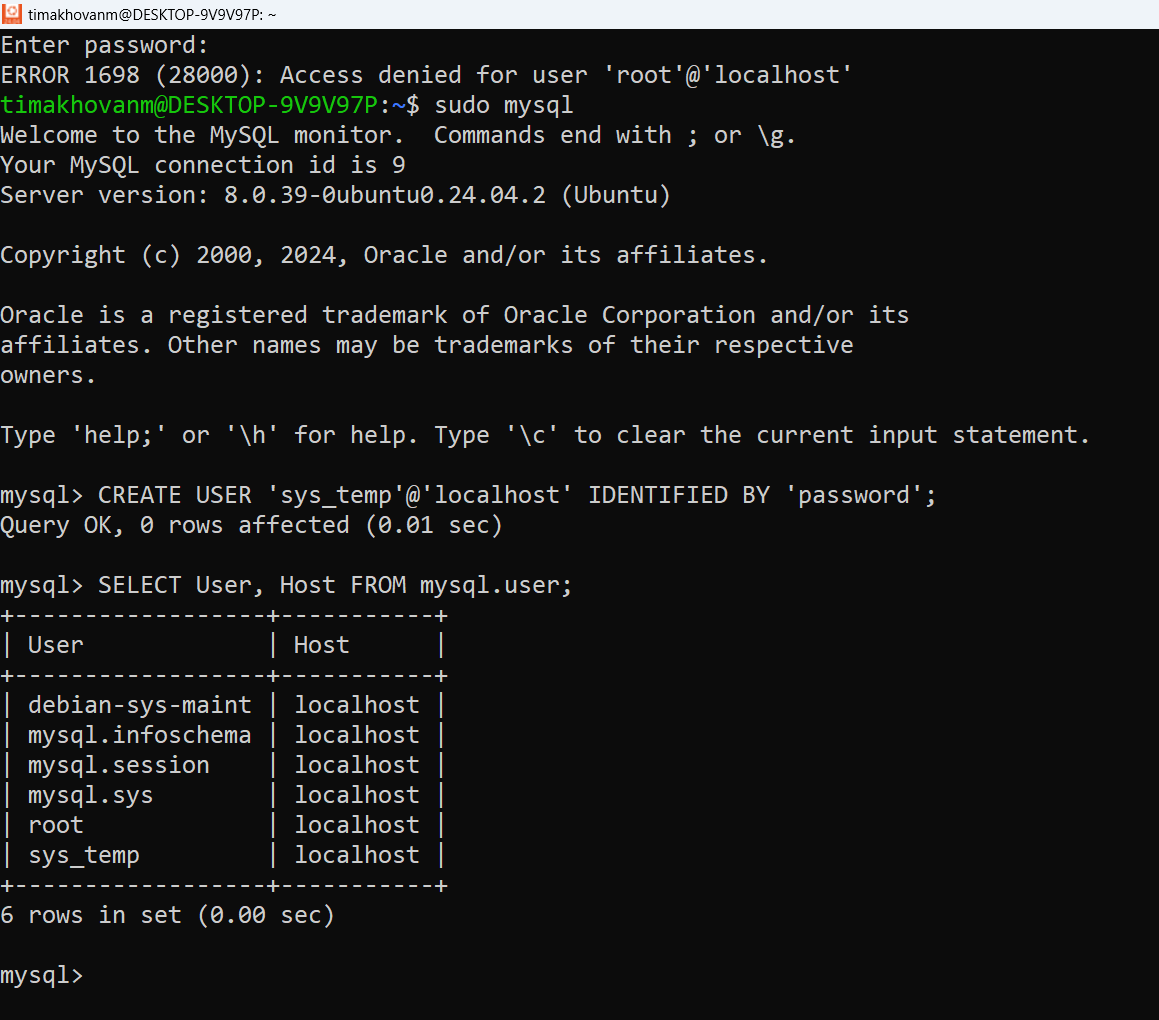 timakhovanm@DESKTOP-9V9V97P: ~
Enter password:
ERROR 1698 (28000): Access denied for user 'root'@'localhost'
timakhovanm@DESKTOP-9V9V97P:~$ sudo mysql
Welcome to the MySQL monitor.  Commands end with ; or \g.
Your MySQL connection id is 9
Server version: 8.0.39-0ubuntu0.24.04.2 (Ubuntu)

Copyright (c) 2000, 2024, Oracle and/or its affiliates.

Oracle is a registered trademark of Oracle Corporation and/or its
affiliates. Other names may be trademarks of their respective
owners.

Type 'help;' or '\h' for help. Type '\c' to clear the current input statement.

mysql> CREATE USER 'sys_temp'@'localhost' IDENTIFIED BY 'password';
Query OK, 0 rows affected (0.01 sec)

mysql> SELECT User, Host FROM mysql.user;
+------------------+-----------+
| User             | Host      |
+------------------+-----------+
| debian-sys-maint | localhost |
| mysql.infoschema | localhost |
| mysql.session    | localhost |
| mysql.sys        | localhost |
| root             | localhost |
| sys_temp         | localhost |
+------------------+-----------+
6 rows in set (0.00 sec)

mysql>